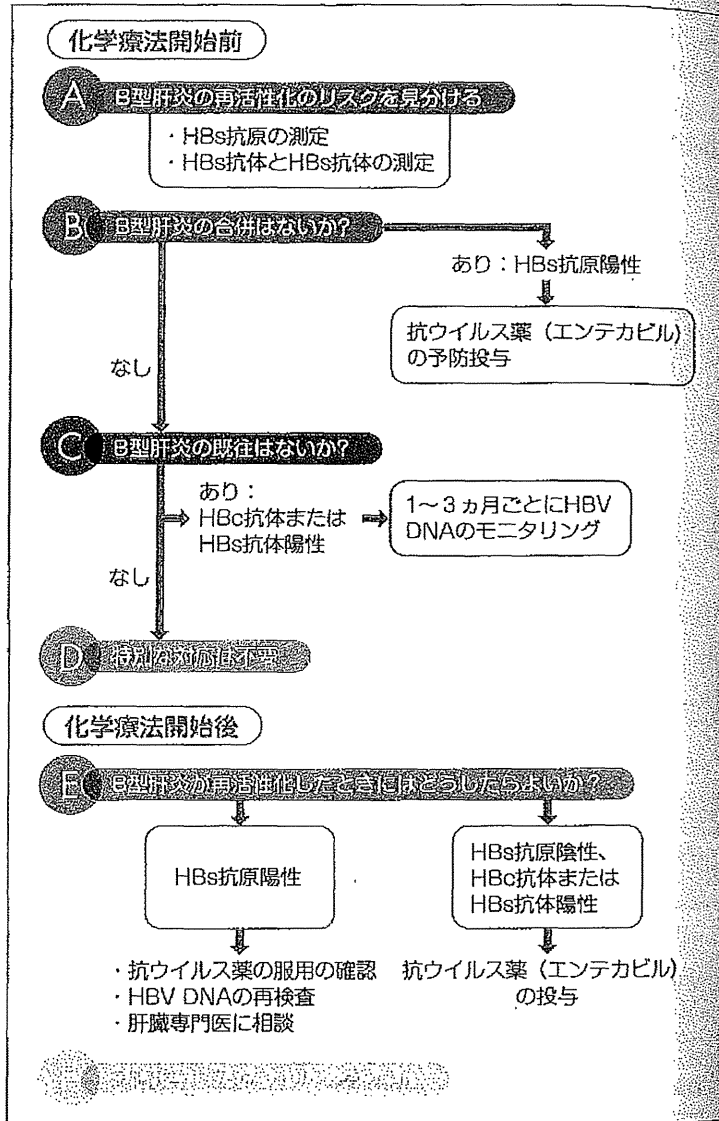 化学療法開始前
A B型肝炎の再活性化のリスクを見分ける
・HBs抗原の測定
・HBs抗体とHBs抗体の測定
B B型肝炎の合併はないか?
あり:HBs抗原陽性
抗ウイルス薬(エンテカビル)
の予防投与
なし
C B型肝炎の既往はないか?
あり:
HBc抗体または
HBs抗体陽性
1~3ヵ月ごとにHBV
DNAのモニタリング
なし
D 特別な対応は不要
化学療法開始後
E B型肝炎が再活性化したときにはどうしたらよいか?
HBs抗原陽性
HBs抗原陰性、
HBc抗体または
HBs抗体陽性
・抗ウイルス薬の服用の確認
・HBV DNAの再検査
・肝臓専門医に相談
抗ウイルス薬(エンテカビル)
の投与